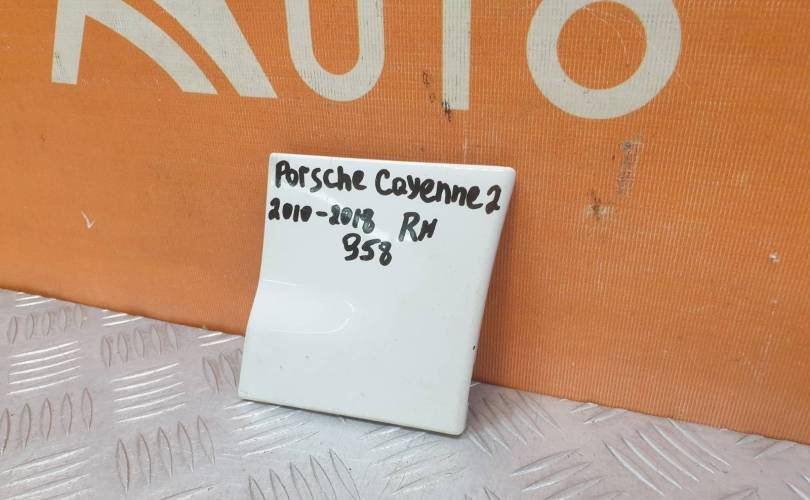 AUTO
Porsche Cayenne 2
2010-2018 RH
958